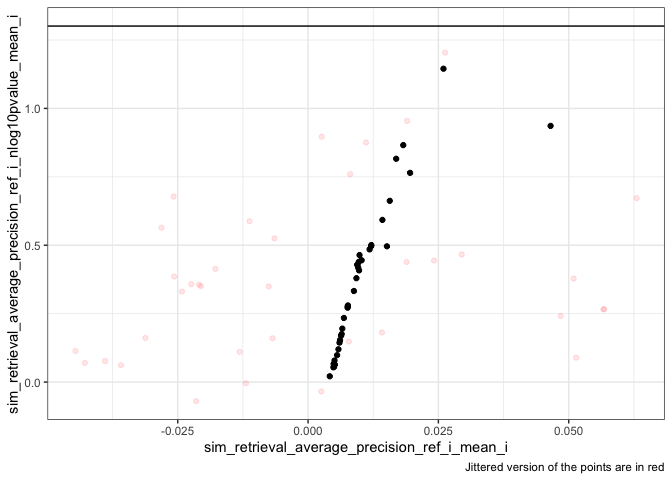 sim_retrieval_average_precision_ref_i_nlog10pvalue_mean_i
1.0
0.5
0.0
-0.025
0.000
0.025
0.050
sim_retrieval_average_precision_ref_i_mean_i
Jittered version of the points are in red